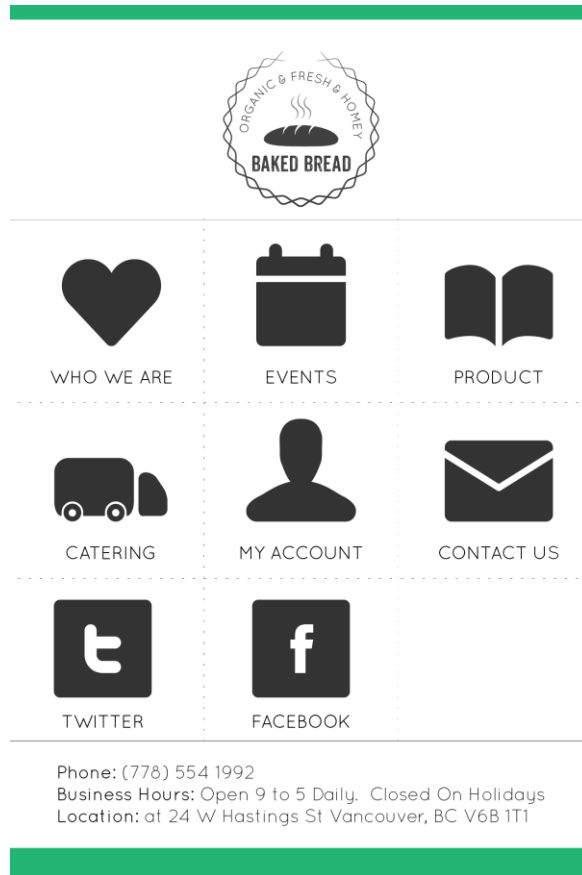 ORGANIC & FRESH & HOMEY
BAKED BREAD
WHO WE ARE
EVENTS
PRODUCT
CATERING
MY ACCOUNT
CONTACT US
t
f
TWITTER
FACEBOOK
Phone: (778) 554 1992
Business Hours: Open 9 to 5 Daily. Closed On Holidays
Location: at 24 W Hastings St Vancouver, BC V6B 1T1